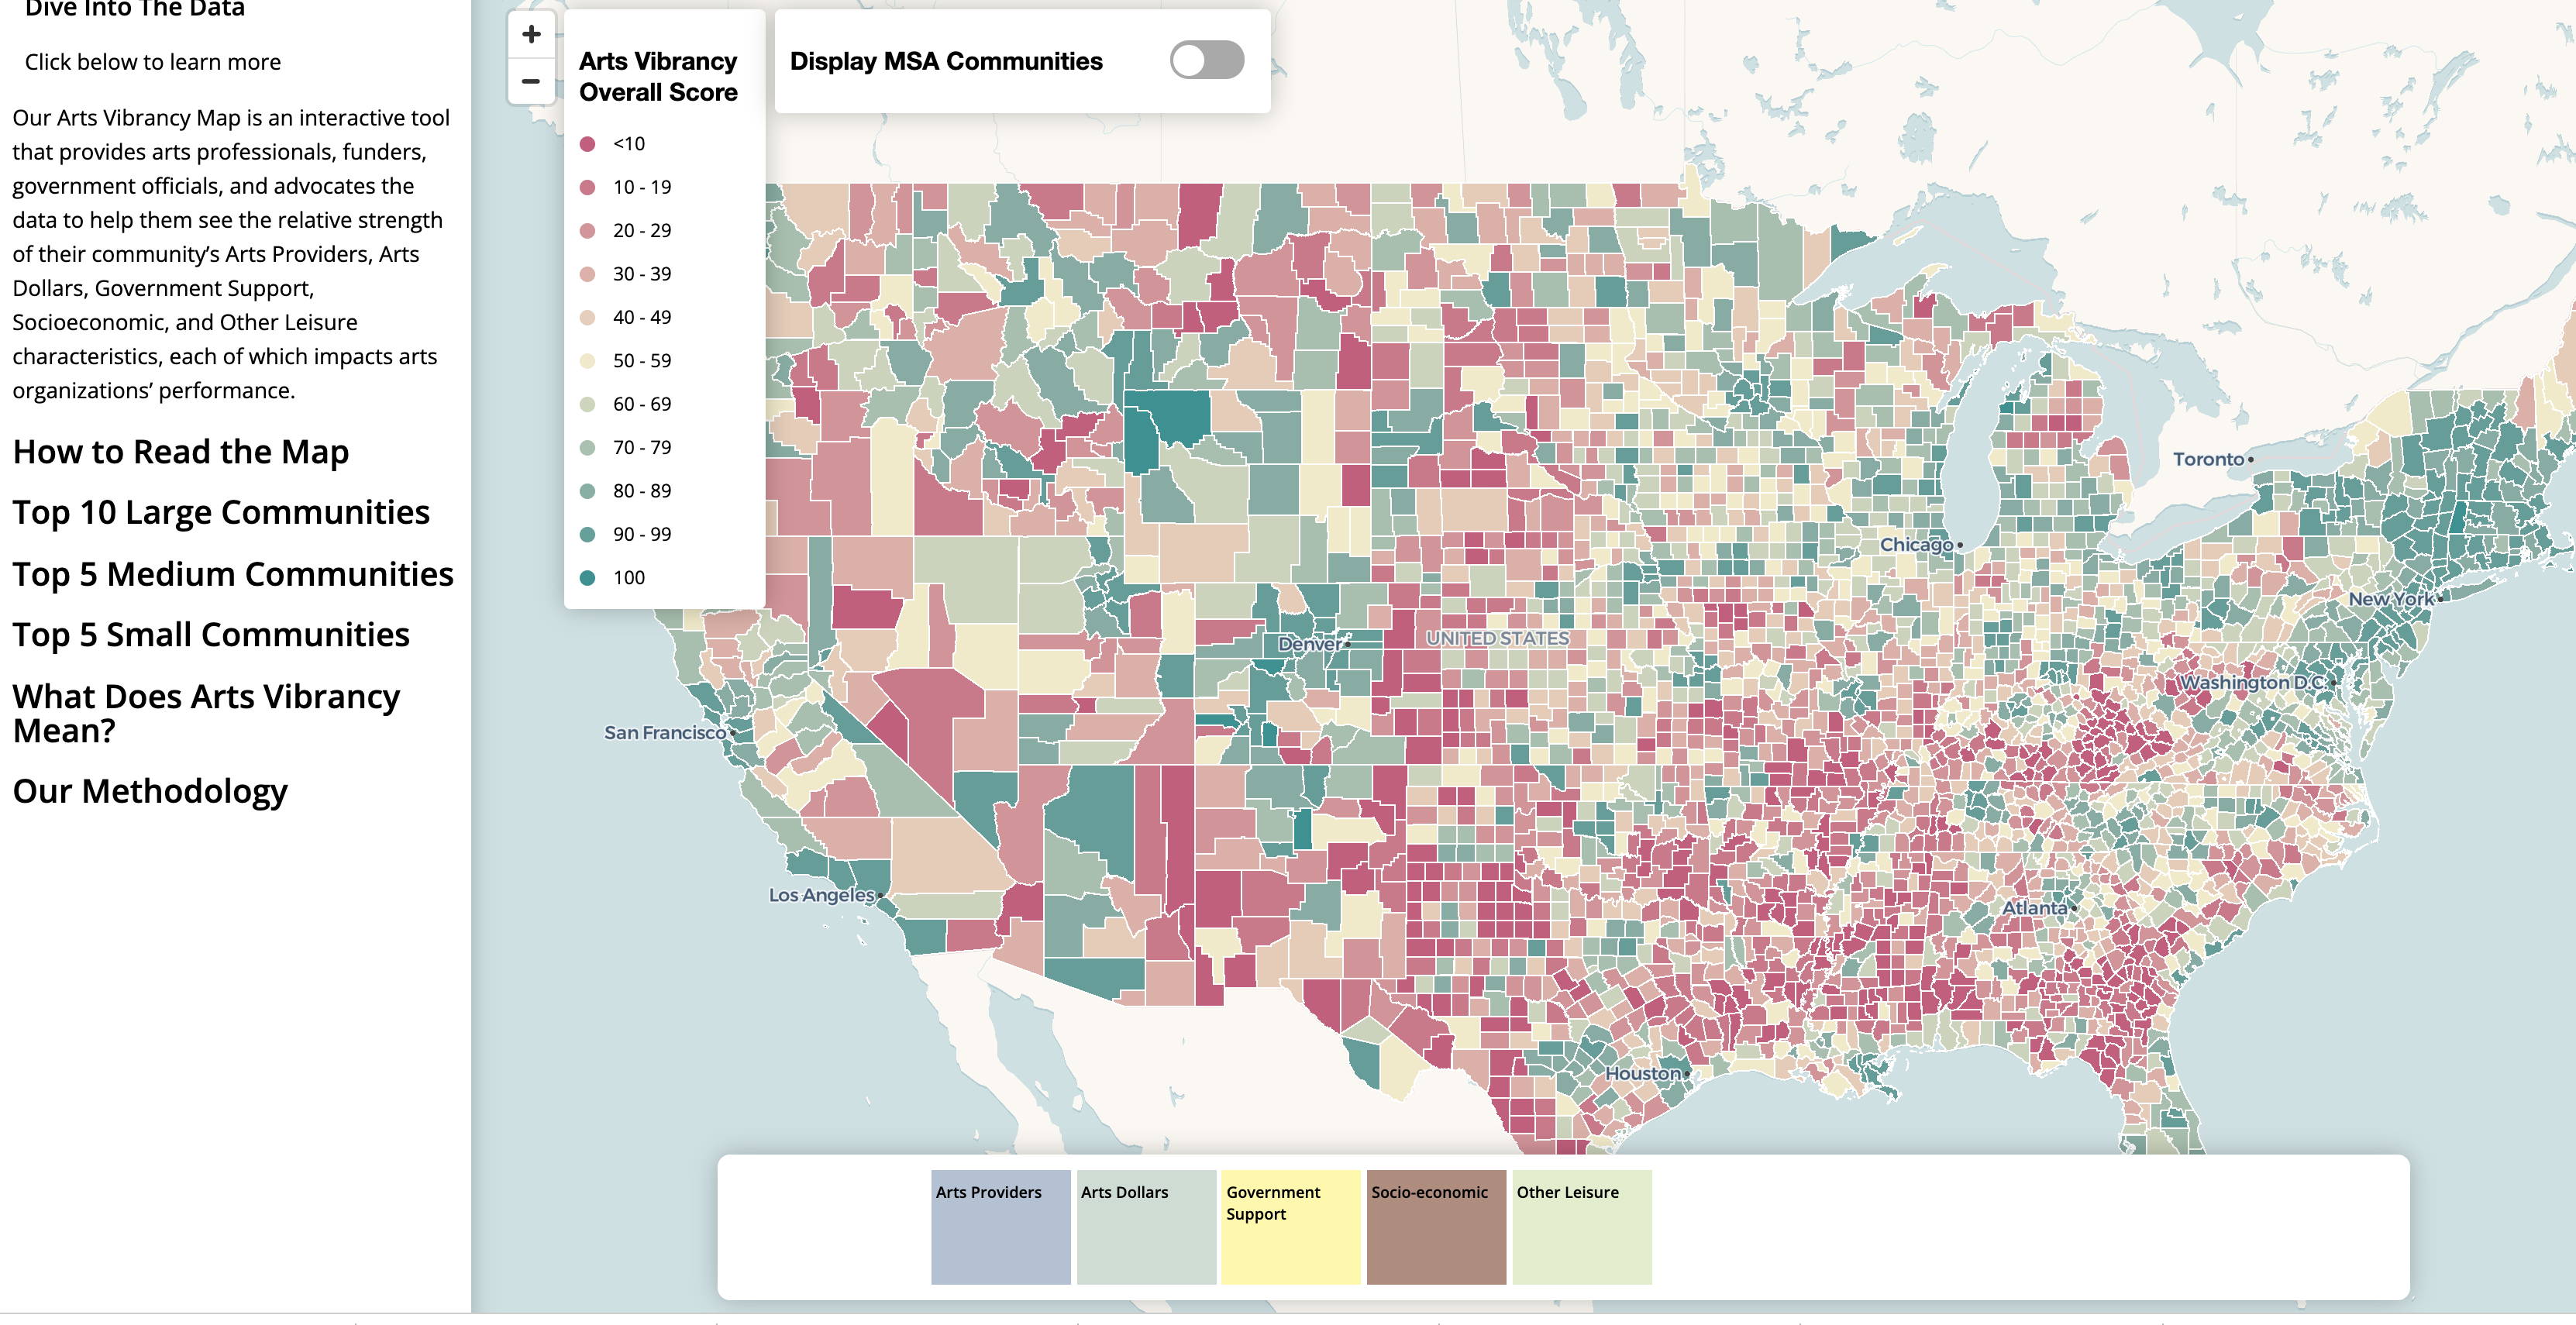 Dive Into The Data
Click below to learn more
Our Arts Vibrancy Map is an interactive tool
that provides arts professionals, funders,
government officials, and advocates the
data to help them see the relative strength
of their community’s Arts Providers, Arts
Dollars, Government Support,
Socioeconomic, and Other Leisure
characteristics, each of which impacts arts
organizations’ performance.
How to Read the Map
Top 10 Large Communities
Top 5 Medium Communities
Top 5 Small Communities
What Does Arts Vibrancy
Mean?
Our Methodology
+
−
Arts Vibrancy
Overall Score
<10
10 - 19
20 - 29
30 - 39
40 - 49
50 - 59
60 - 69
70 - 79
80 - 89
90 - 99
100
Display MSA Communities
Toronto
Chicago
New York
UNITED STATES
Denver
Washington D.C.
San Francisco
Los Angeles
Atlanta
Houston
Arts Providers
Arts Dollars
Government
Support
Socio-economic
Other Leisure